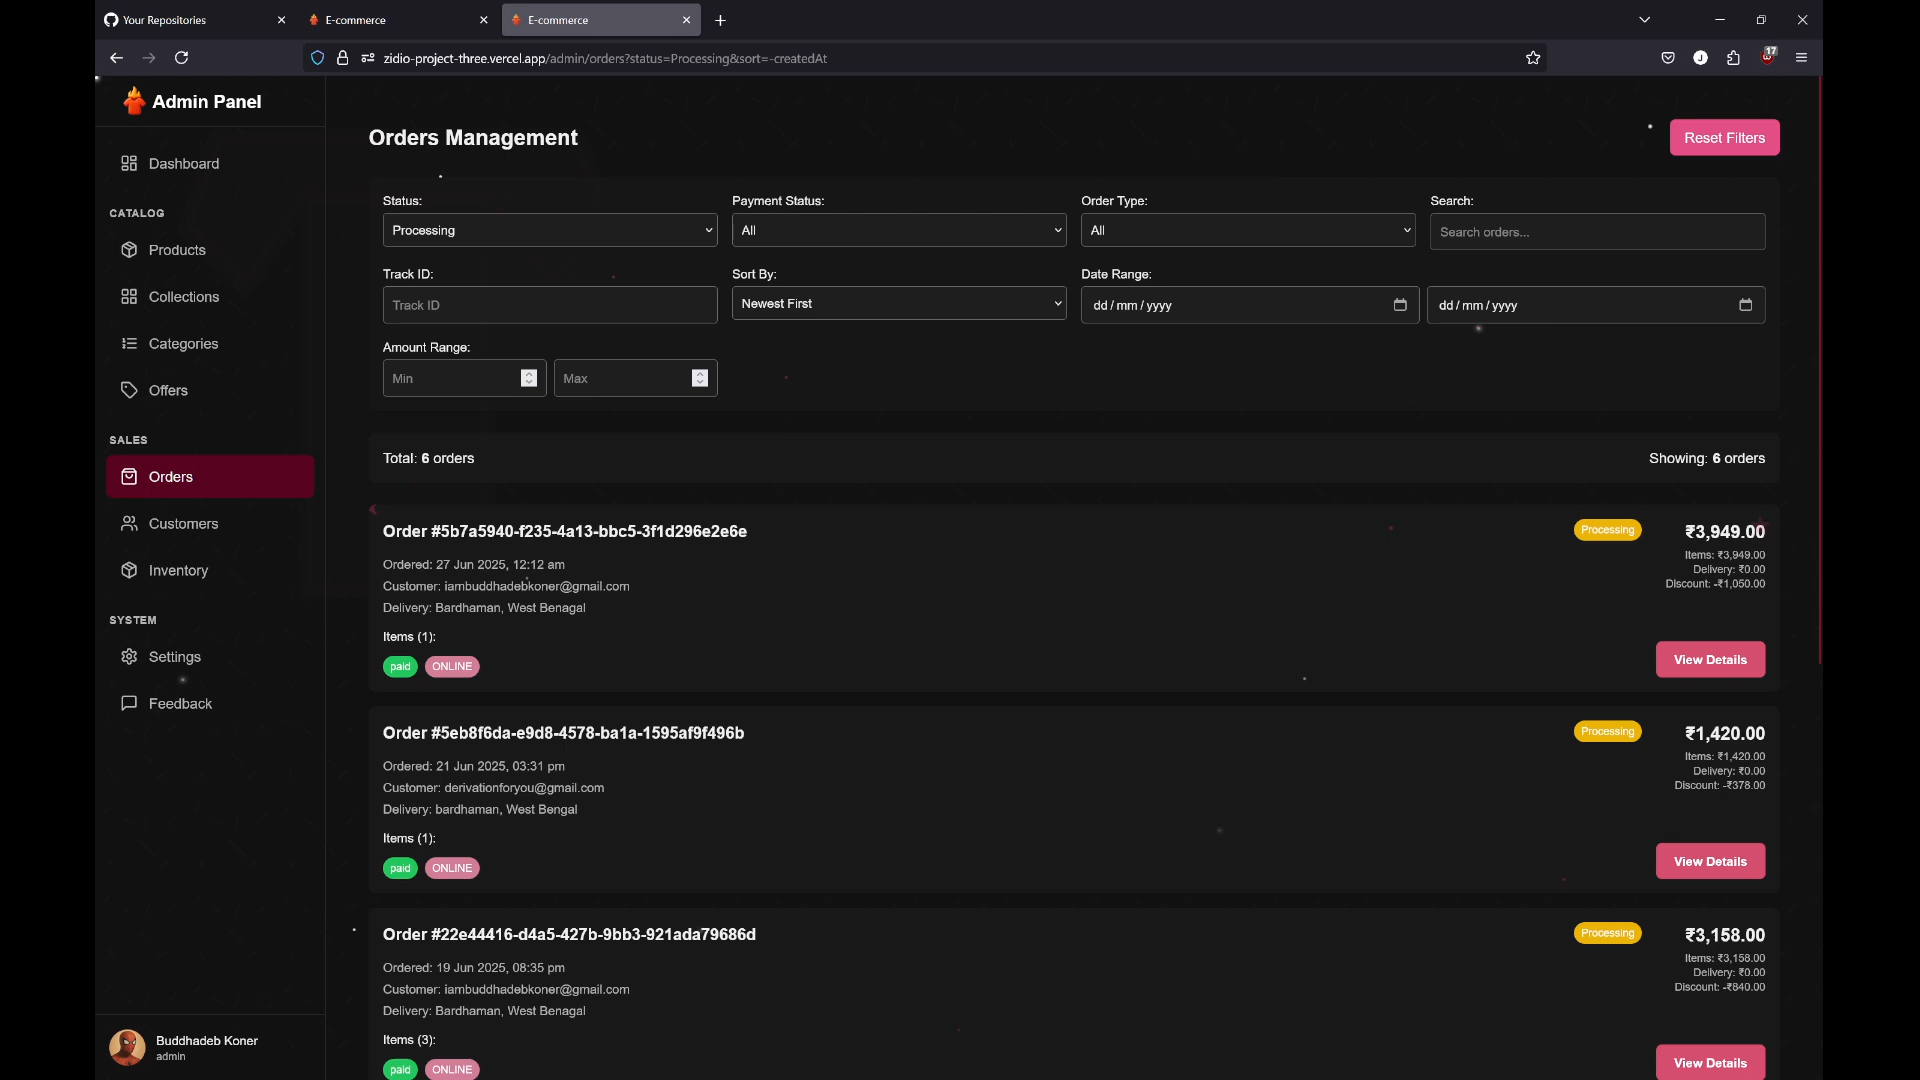 Your Repositories
E-commerce
E-commerce
zidio-project-three.vercel.app/admin/orders?status=Processing&sort=-createdAt
J
17
Admin Panel
Dashboard
CATALOG
Products
Collections
Categories
Offers
SALES
Orders
Customers
Inventory
SYSTEM
Settings
Feedback
Buddhadeb Koner
admin
Orders Management
Reset Filters
Status:
Processing
Payment Status:
All
Order Type:
All
Search:
Search orders...
Track ID:
Track ID
Sort By:
Newest First
Date Range:
dd / mm / yyyy
dd / mm / yyyy
Amount Range:
Min
Max
Total: 6 orders
Showing: 6 orders
Order #5b7a5940-f235-4a13-bbc5-3f1d296e2e6e
Processing
₹3,949.00
Items: ₹3,949.00
Delivery: ₹0.00
Discount: -₹1,050.00
Ordered: 27 Jun 2025, 12:12 am
Customer: iambuddhadebkoner@gmail.com
Delivery: Bardhaman, West Benagal
Items (1):
paid
ONLINE
View Details
Order #5eb8f6da-e9d8-4578-ba1a-1595af9f496b
Processing
₹1,420.00
Items: ₹1,420.00
Delivery: ₹0.00
Discount: -₹378.00
Ordered: 21 Jun 2025, 03:31 pm
Customer: derivationforyou@gmail.com
Delivery: bardhaman, West Bengal
Items (1):
paid
ONLINE
View Details
Order #22e44416-d4a5-427b-9bb3-921ada79686d
Processing
₹3,158.00
Items: ₹3,158.00
Delivery: ₹0.00
Discount: -₹840.00
Ordered: 19 Jun 2025, 08:35 pm
Customer: iambuddhadebkoner@gmail.com
Delivery: Bardhaman, West Benagal
Items (3):
paid
ONLINE
View Details